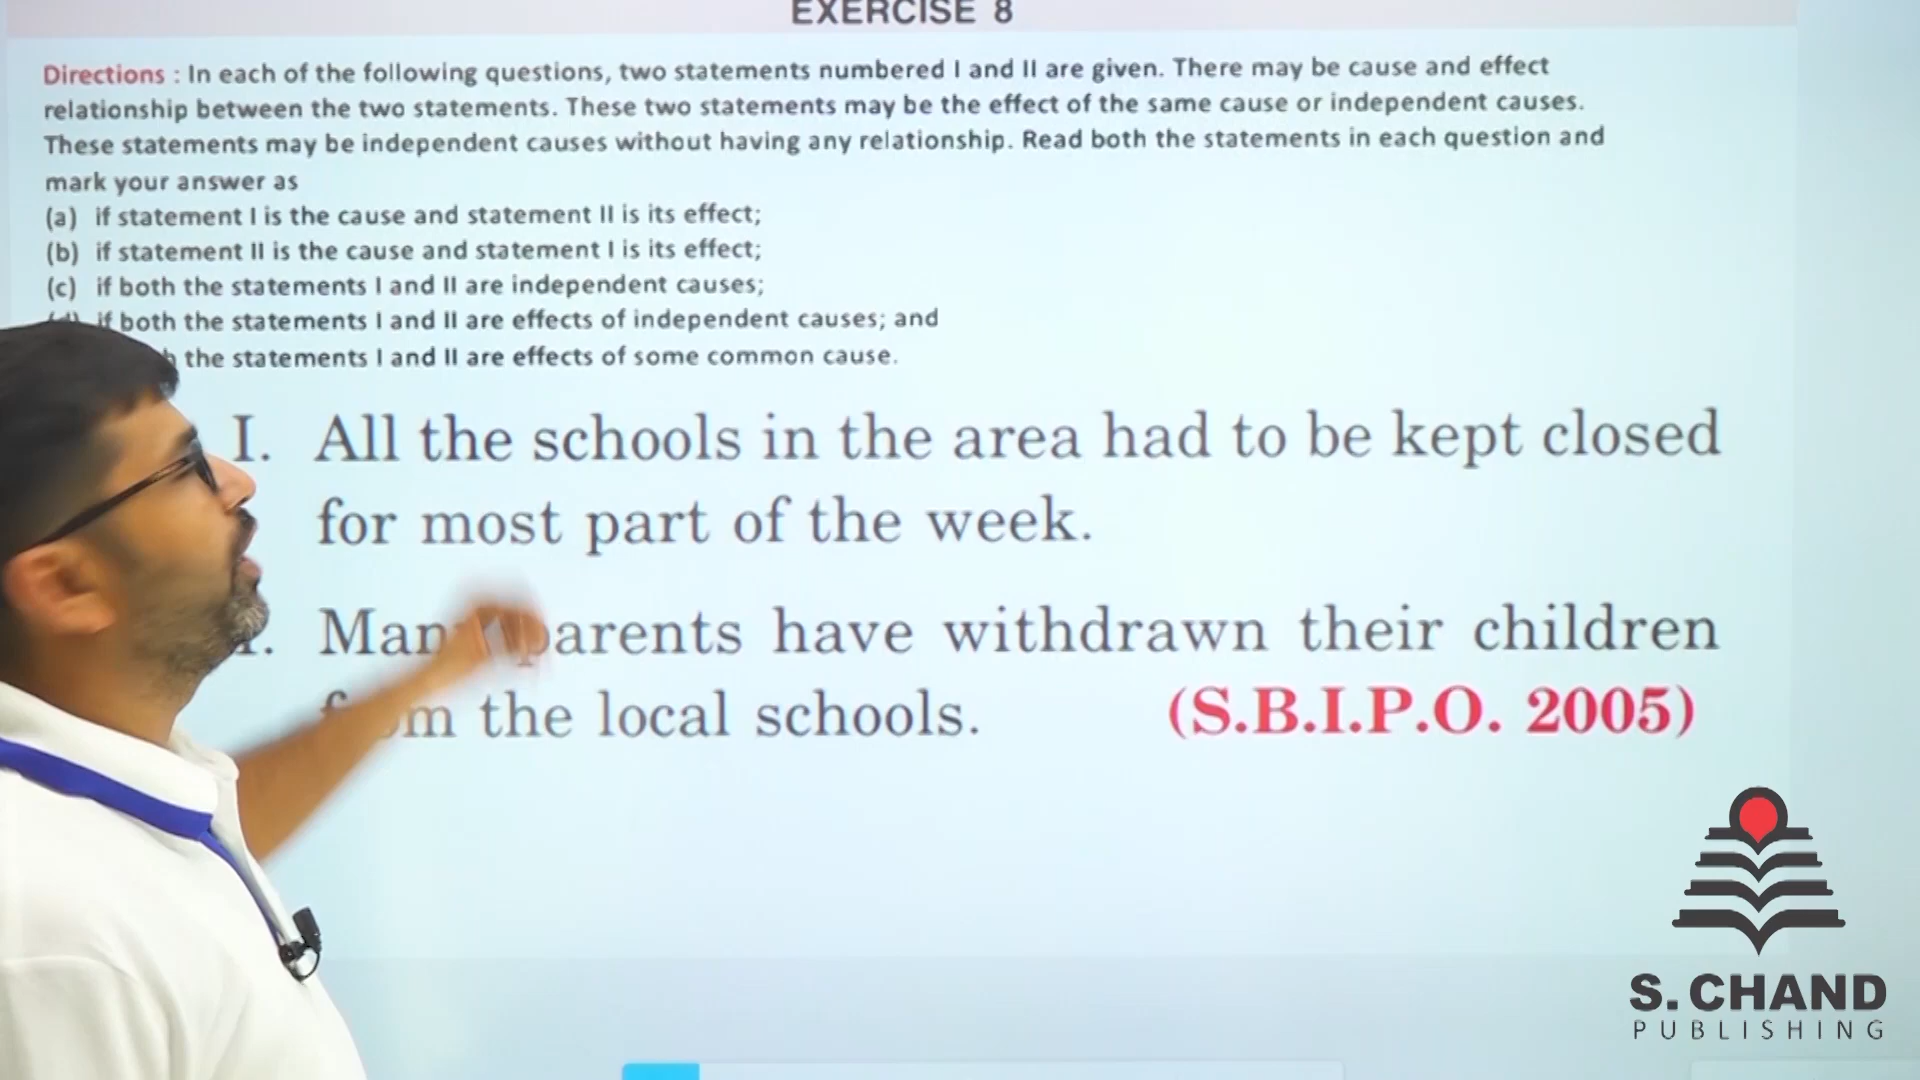 EXERCISE 8
Directions : In each of the following questions, two statements numbered I and II are given. There may be cause and effect
relationship between the two statements. These two statements may be the effect of the same cause or independent causes.
These statements may be independent causes without having any relationship. Read both the statements in each question and
mark your answer as
(a) if statement I is the cause and statement II is its effect;
(b) if statement II is the cause and statement I is its effect;
(c) if both the statements I and II are independent causes;
(d) if both the statements I and II are effects of independent causes; and
the statements I and II are effects of some common cause.
I. All the schools in the area had to be kept closed
for most part of the week.
Many parents have withdrawn their children
from the local schools. (S.B.I.P.O. 2005)
S. CHAND
PUBLISHING